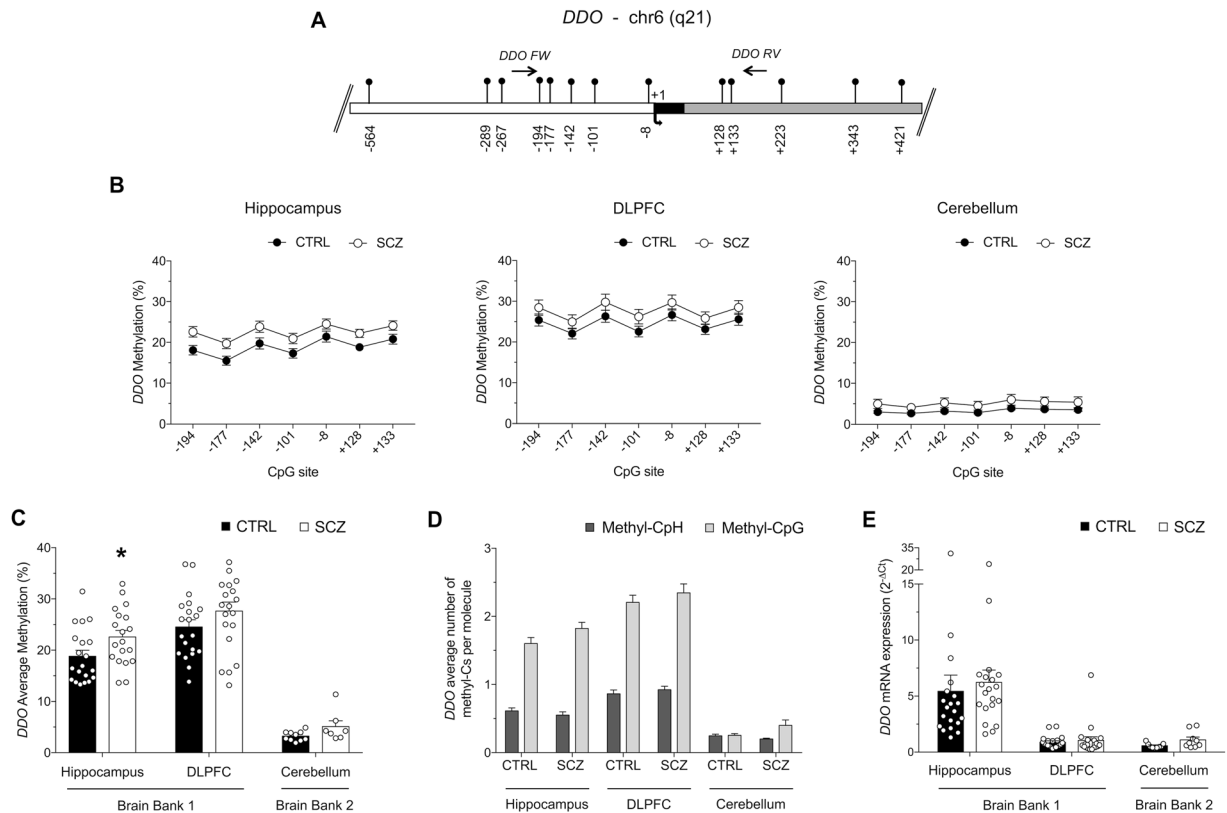 A
DDO - chr6 (q21)
DDO FW
DDO RV
+1
-564
-289
-267
-194
-177
-142
-101
-8
+128
+133
+223
+343
+421
B
Hippocampus
CTRL
SCZ
DDO Methylation (%)
40
30
20
10
0
-194
-177
-142
-101
-8
+128
+133
CpG site
DLPFC
CTRL
SCZ
DDO Methylation (%)
40
30
20
10
0
-194
-177
-142
-101
-8
+128
+133
CpG site
Cerebellum
CTRL
SCZ
DDO Methylation (%)
40
30
20
10
0
-194
-177
-142
-101
-8
+128
+133
CpG site
C
CTRL
SCZ
DDO Average Methylation (%)
40
30
20
10
0
*
Hippocampus
DLPFC
Cerebellum
Brain Bank 1
Brain Bank 2
D
Methyl-CpH
Methyl-CpG
DDO average number of
methyl-Cs per molecule
3
2
1
0
CTRL
SCZ
CTRL
SCZ
CTRL
SCZ
Hippocampus
DLPFC
Cerebellum
E
CTRL
SCZ
DDO mRNA expression (2^-ΔCt)
35
20
15
10
5
0
Hippocampus
DLPFC
Cerebellum
Brain Bank 1
Brain Bank 2